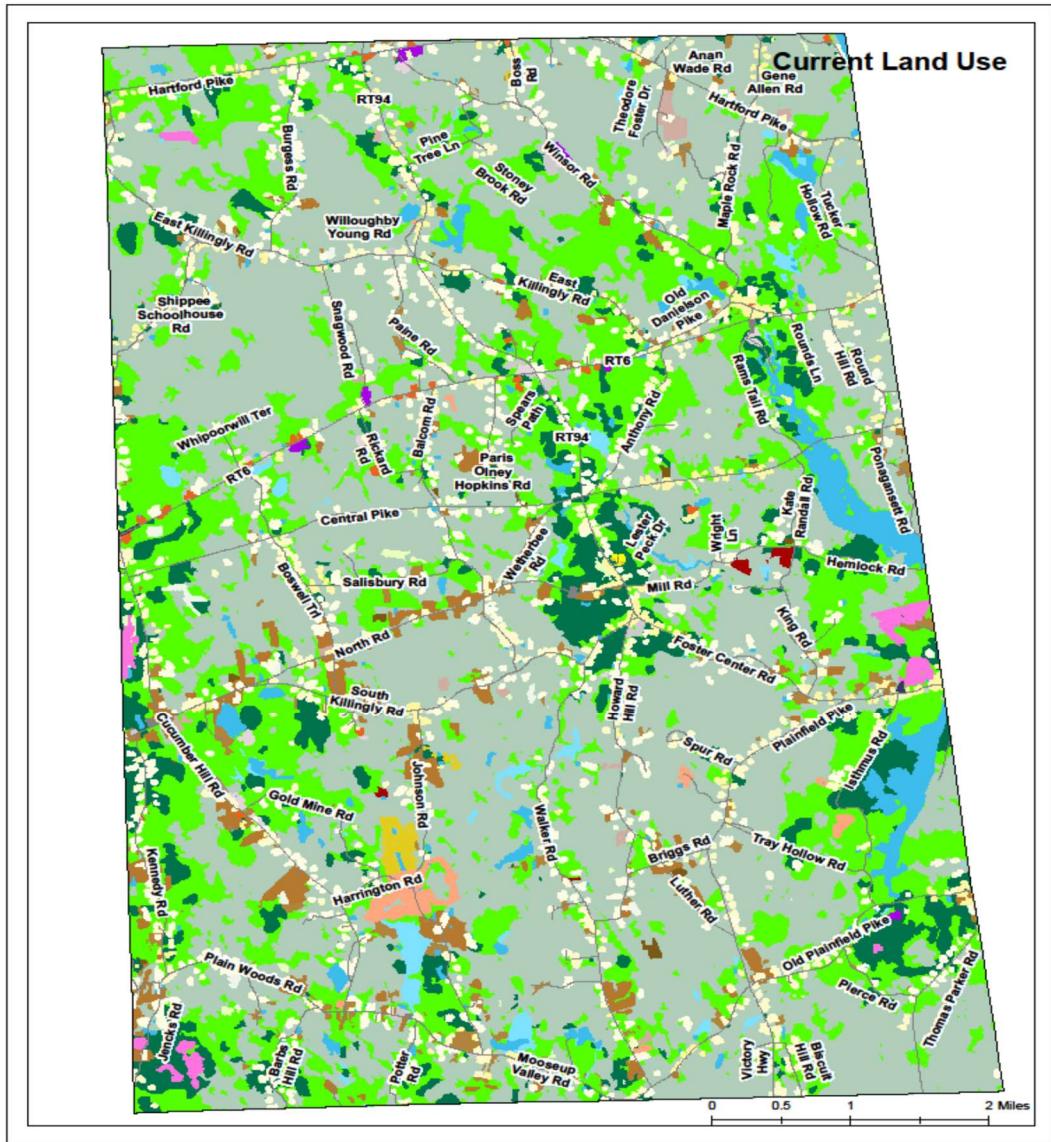 Current Land Use
Anan
Wade Rd
Gene
Allen Rd
Hartford Pike
Boss
Rd
Theodore
Foster Dr
Hartford Pike
RT94
Burgess Rd
Pine
Tree Ln
Stoney
Brook Rd
Winsor Rd
Maple Rock Rd
Tucker
Hollow Rd
Willoughby
Young Rd
East Killingly Rd
East
Killingly Rd
Old
Danielson
Pike
Shippee
Schoolhouse
Rd
Snagwood Rd
Paine Rd
RT6
Rams Tail Rd
Rounds Ln
Round
Hill Rd
Whipoorwill Ter
RT6
Rickard
Rd
Balcom Rd
Spears
Path
RT94
Anthony Rd
Paris
Olney
Hopkins Rd
Ponagansett Rd
Central Pike
Wetherbee
Rd
Lester
Peck Dr
Wright
Ln
Kate
Randall Rd
Hemlock Rd
Boswell Trl
Salisbury Rd
Mill Rd
King Rd
North Rd
Foster Center Rd
South
Killingly Rd
Howard
Hill Rd
Plainfield Pike
Cucumber Hill Rd
Spur Rd
Isthmus Rd
Johnson Rd
Gold Mine Rd
Walker Rd
Briggs Rd
Tray Hollow Rd
Kennedy Rd
Harrington Rd
Luther Rd
Old Plainfield Pike
Plain Woods Rd
Pierce Rd
Thomas Parker Rd
Jencks Rd
Barbs
Hill Rd
Potter
Rd
Mooseup
Valley Rd
Victory
Hwy
Biscuit
Hill Rd
0 0.5 1 2 Miles